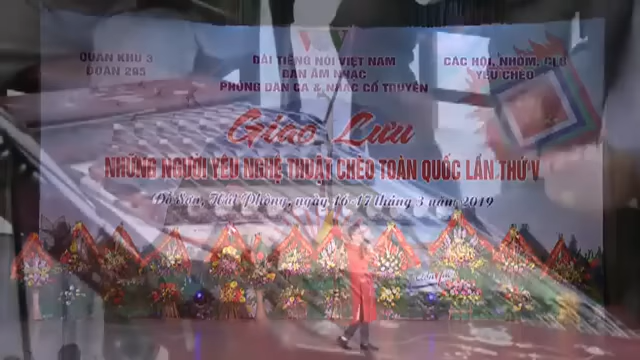 QUÂN KHU 3
ĐOÀN 295
ĐÀI TIẾNG NÓI VIỆT NAM
BAN ÂM NHẠC
PHÒNG DÂN CA & NHẠC CỔ TRUYỀN
CÁC HỘI, NHÓM, CLB
YÊU CHÈO
Giao Lưu
NHỮNG NGƯỜI YÊU NGHỆ THUẬT CHÈO TOÀN QUỐC LẦN THỨ V
Đồ Sơn, Hải Phòng, ngày 16-17 tháng 3 năm 2019